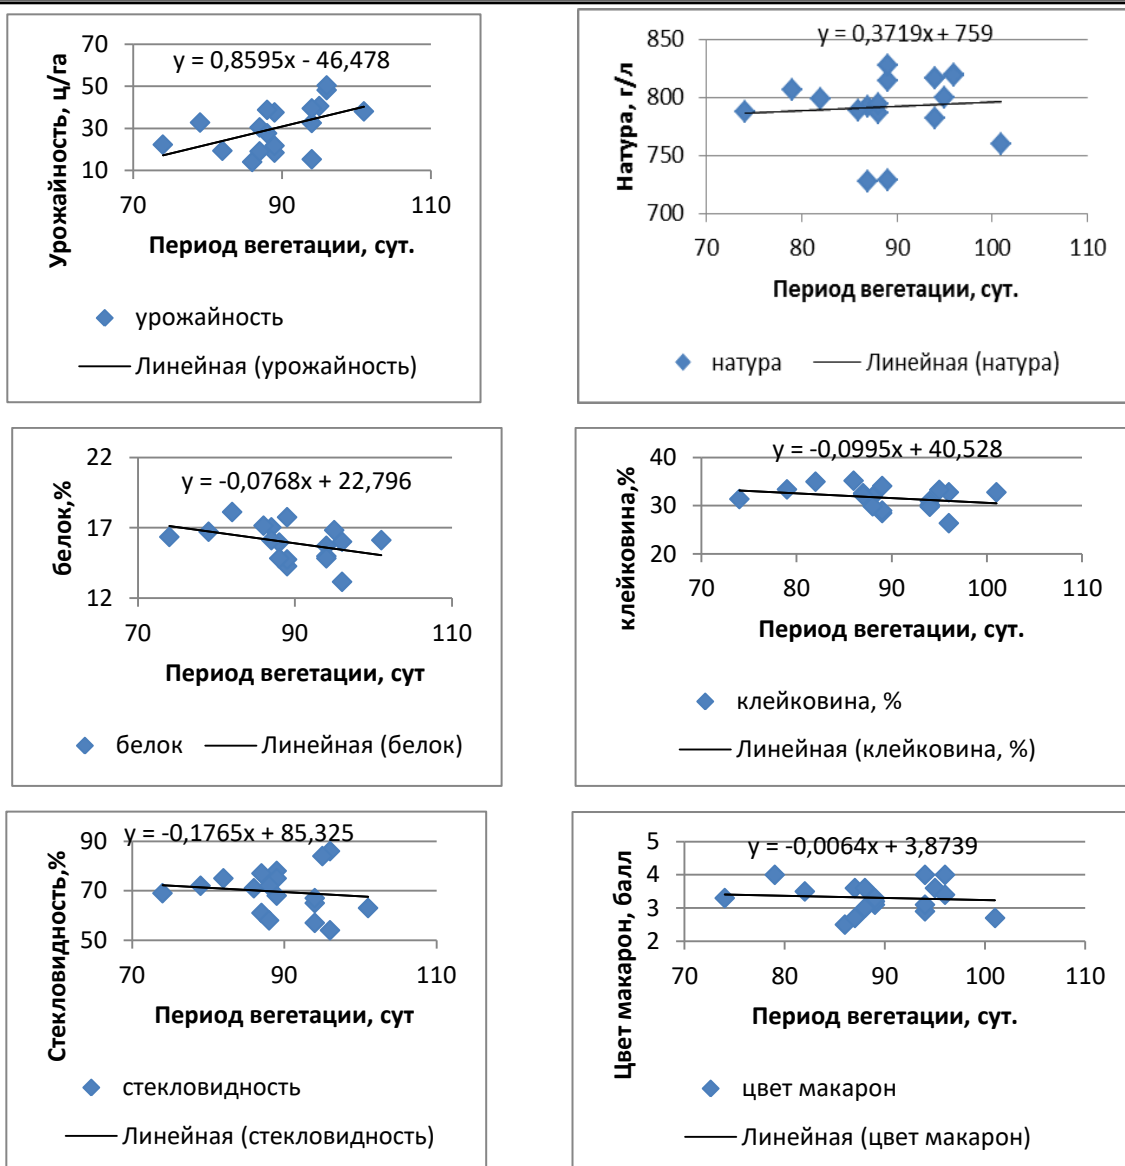 y = 0,8595x - 46,478
Урожайность, ц/га
70
50
30
10
70 90 110
Период вегетации, сут.
урожайность
Линейная (урожайность)
y = 0,3719x + 759
Натура, г/л
850
800
750
700
70 80 90 100 110
Период вегетации, сут.
натура
Линейная (натура)
y = -0,0768x + 22,796
белок,%
22
17
12
70 90 110
Период вегетации, сут
белок
Линейная (белок)
y = -0,0995x + 40,528
клейковина,%
40
30
20
70 80 90 100 110
Период вегетации, сут.
клейковина, %
Линейная (клейковина, %)
y = -0,1765x + 85,325
Стекловидность,%
90
70
50
70 90 110
Период вегетации, сут
стекловидность
Линейная (стекловидность)
y = -0,0064x + 3,8739
Цвет макарон, балл
5
4
3
2
70 80 90 100 110
Период вегетации, сут.
цвет макарон
Линейная (цвет макарон)